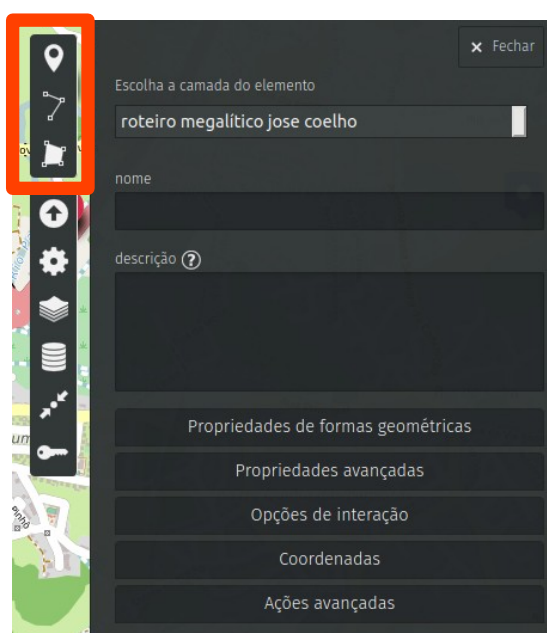 × Fechar
Escolha a camada do elemento
roteiro megalítico jose coelho
nome
descrição ?
Propriedades de formas geométricas
Propriedades avançadas
Opções de interação
Coordenadas
Ações avançadas